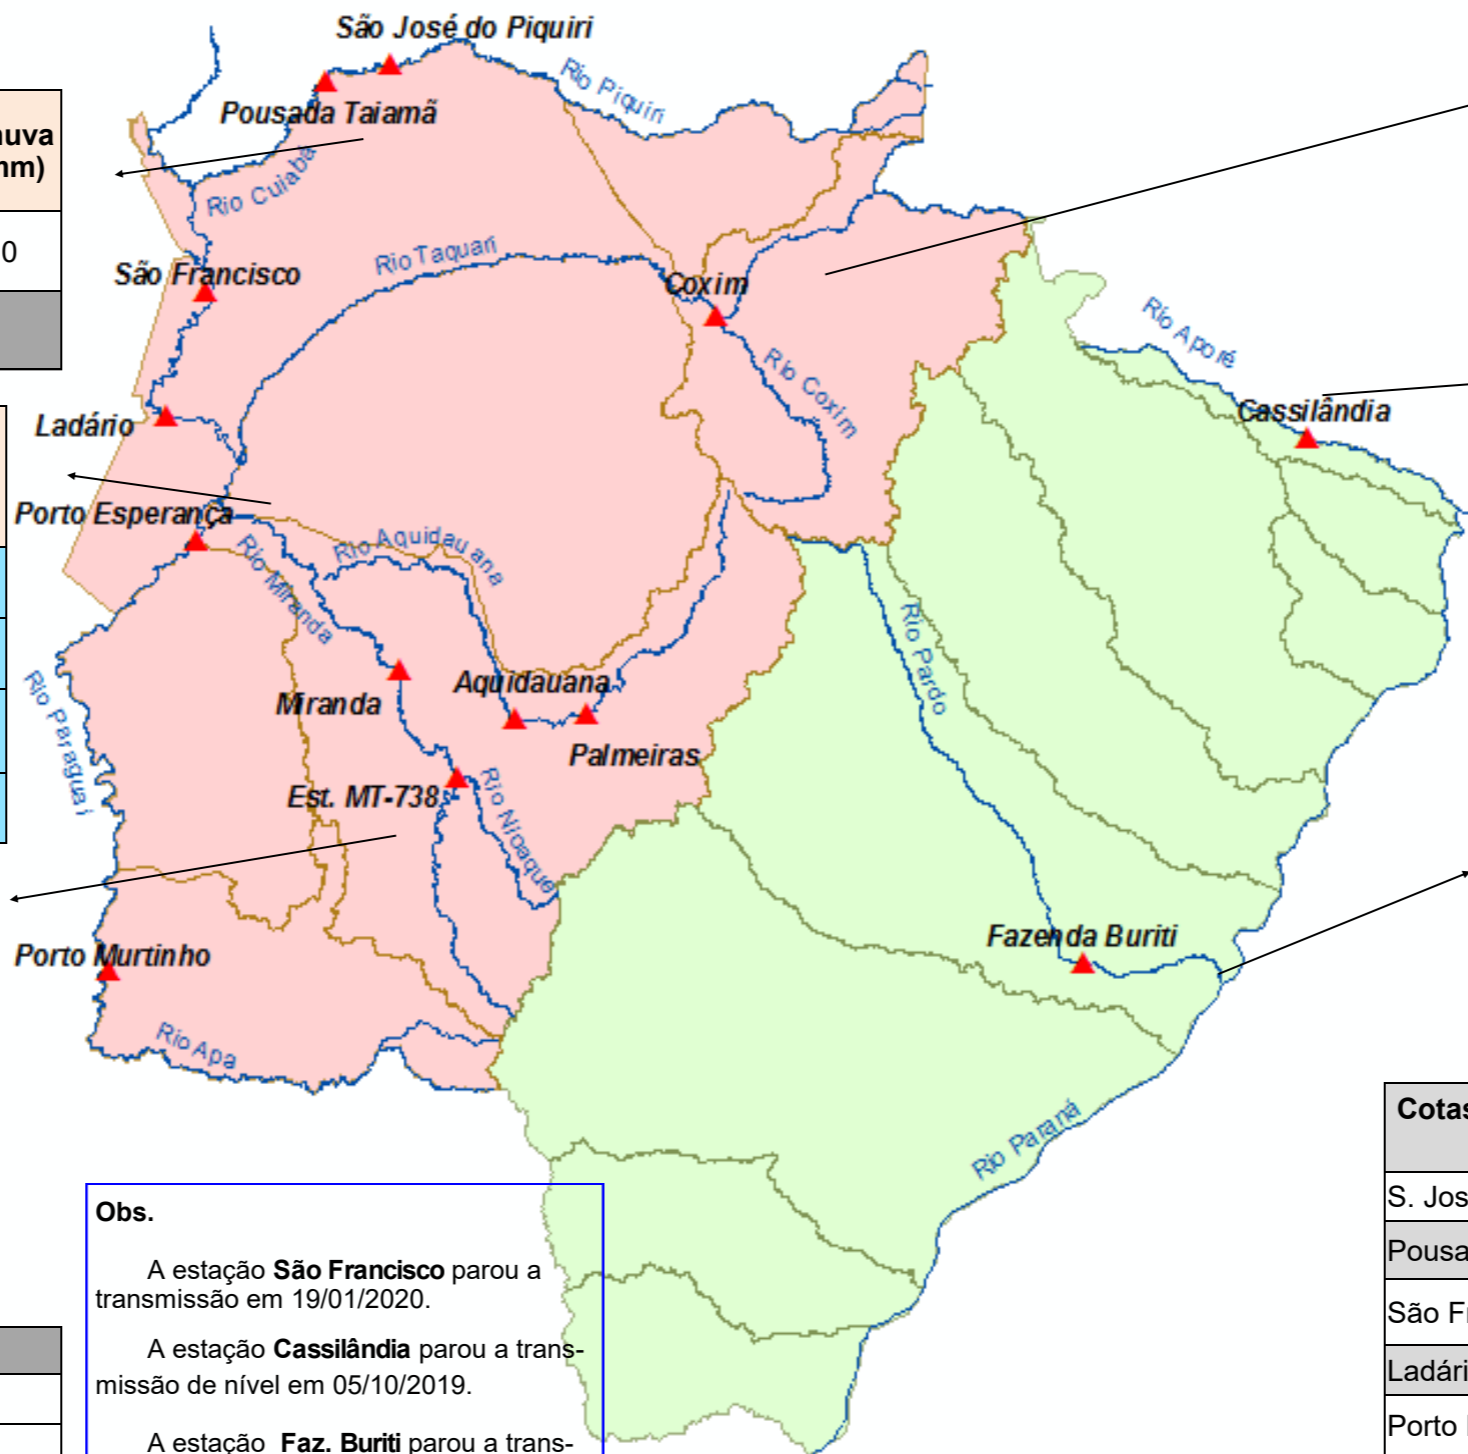 São José do Piquiri
Rio Piquiri
Pousada Taiamã
Rio Cuiabá
0
São Francisco
Rio Taquari
Coxim
Rio Coxim
Rio Aporé
Cassilândia
Ladário
Porto Esperança
Rio Aquidauana
Rio Miranda
Rio Pardo
Rio Paraguai
Miranda
Aquidauana
Palmeiras
Est. MT-738
Rio Nioaque
Porto Murtinho
Fazenda Buriti
Rio Apa
Rio Paraná
Obs.
A estação São Francisco parou a
transmissão em 19/01/2020.
A estação Cassilândia parou a trans-
missão de nível em 05/10/2019.
A estação Faz. Buriti parou a trans-
Cotas
S. Jos
Pousa
São F
Ladári
Porto